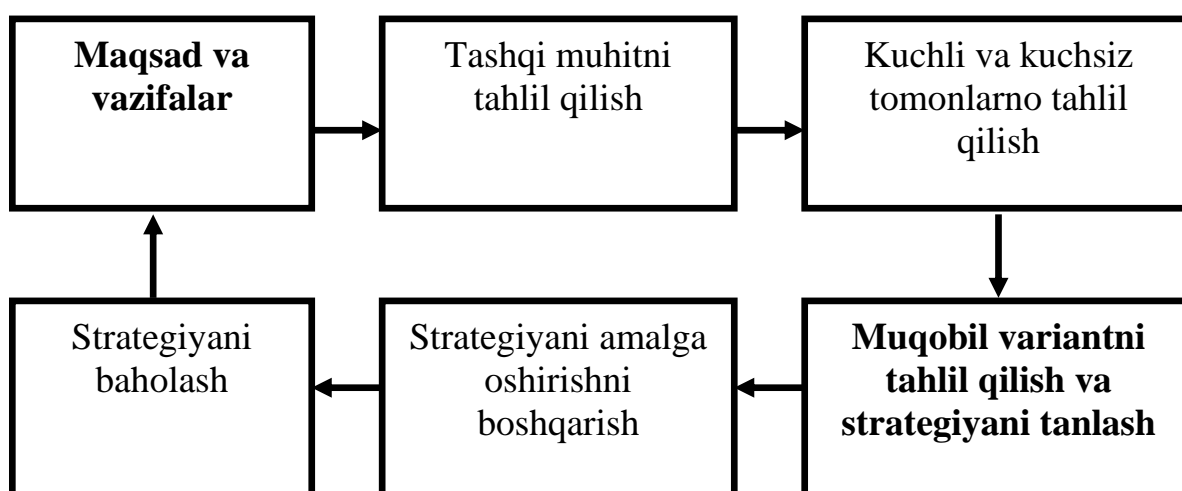 Maqsad va
vazifalar
Tashqi muhitni
tahlil qilish
Kuchli va kuchsiz
tomonlarno tahlil
qilish
Strategiyani
baholash
Strategiyani amalga
oshirishni
boshqarish
Muqobil variantni
tahlil qilish va
strategiyani tanlash